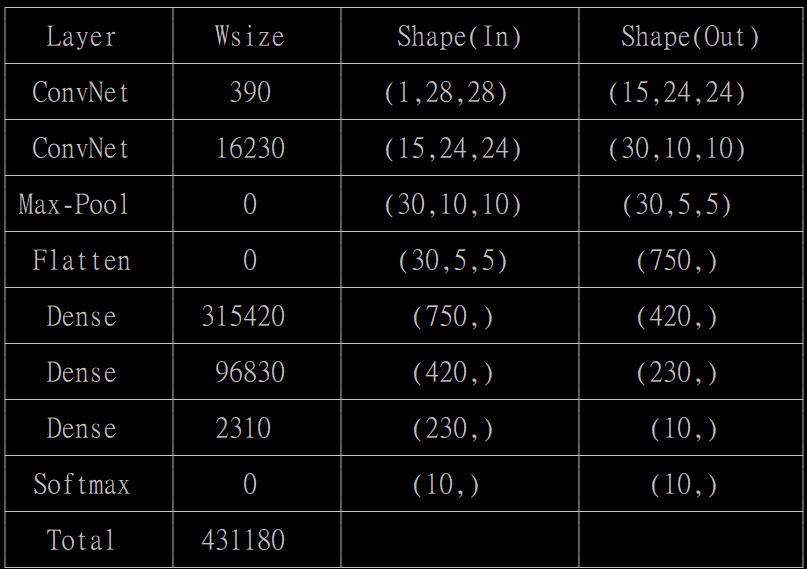 Layer Wsize Shape(In) Shape(Out)
ConvNet 390 (1,28,28) (15,24,24)
ConvNet 16230 (15,24,24) (30,10,10)
Max-Pool 0 (30,10,10) (30,5,5)
Flatten 0 (30,5,5) (750,)
Dense 315420 (750,) (420,)
Dense 96830 (420,) (230,)
Dense 2310 (230,) (10,)
Softmax 0 (10,) (10,)
Total 431180